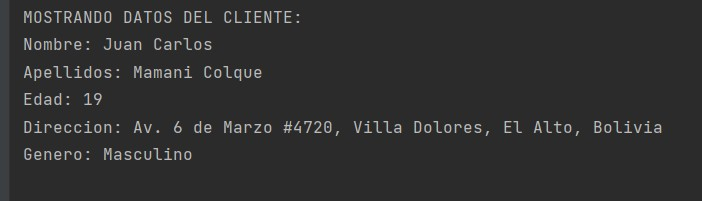 MOSTRANDO DATOS DEL CLIENTE:
Nombre: Juan Carlos
Apellidos: Mamani Colque
Edad: 19
Direccion: Av. 6 de Marzo #4720, Villa Dolores, El Alto, Bolivia
Genero: Masculino